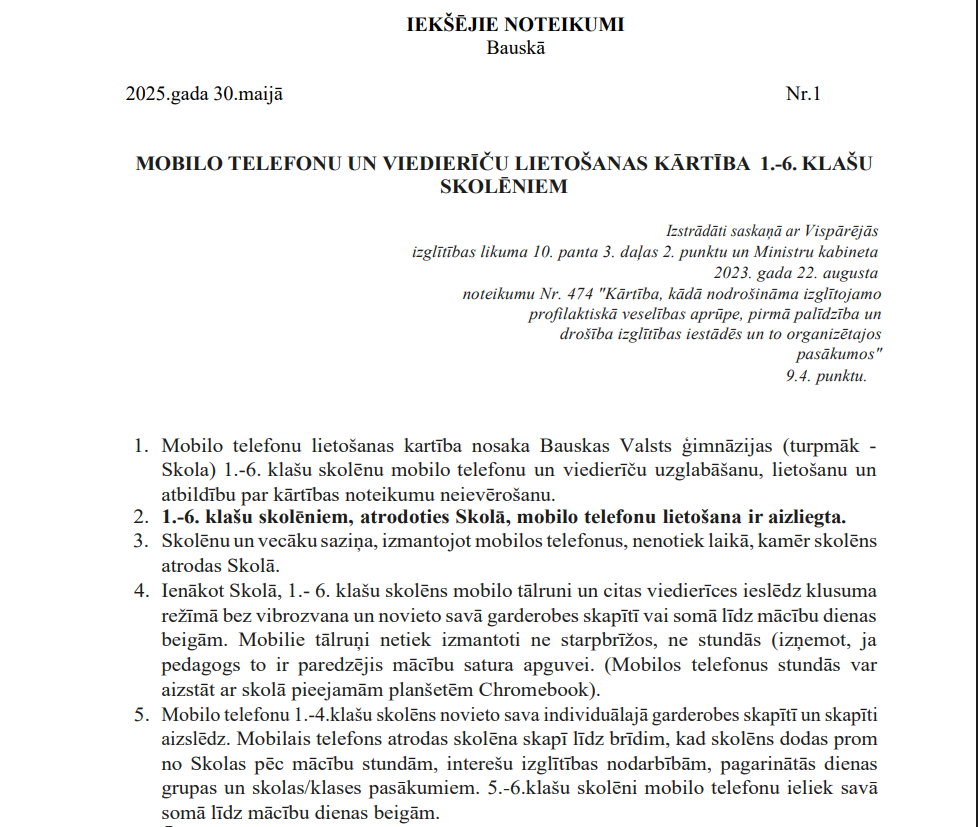 IEKŠĒJIE NOTEIKUMI
Bauskā
2025.gada 30.maijā Nr.1
MOBILO TELEFONU UN VIEDIERĪČU LIETOŠANAS KĀRTĪBA 1.-6. KLAŠU
SKOLĒNIEM
Izstrādāti saskaņā ar Vispārējās
izglītības likuma 10. panta 3. daļas 2. punktu un Ministru kabineta
2023. gada 22. augusta
noteikumu Nr. 474 "Kārtība, kādā nodrošināma izglītojamo
profilaktiskā veselības aprūpe, pirmā palīdzība un
drošība izglītības iestādēs un to organizētajos
pasākumos"
9.4. punktu.
1. Mobilo telefonu lietošanas kartība nosaka Bauskas Valsts ģimnāzijas (turpmāk -
Skola) 1.-6. klašu skolēnu mobilo telefonu un viedierīču uzglabāšanu, lietošanu un
atbildību par kārtības noteikumu neievērošanu.
2. 1.-6. klašu skolēniem, atrodoties Skolā, mobilo telefonu lietošana ir aizliegta.
3. Skolēnu un vecāku saziņa, izmantojot mobilos telefonus, nenotiek laikā, kamēr skolēns
atrodas Skolā.
4. Ienākot Skolā, 1.- 6. klašu skolēns mobilo tālruni un citas viedierīces ieslēdz klusuma
režīmā bez vibrozvana un novieto savā garderobes skapītī vai somā līdz mācību dienas
beigām. Mobilie tālruņi netiek izmantoti ne starpbrīžos, ne stundās (izņemot, ja
pedagogs to ir paredzējis mācību satura apguvei. (Mobilos telefonus stundās var
aizstāt ar skolā pieejamām planšetēm Chromebook).
5. Mobilo telefonu 1.-4.klašu skolēns novieto sava individuālajā garderobes skapītī un skapīti
aizslēdz. Mobilais telefons atrodas skolēna skapī līdz brīdim, kad skolēns dodas prom
no Skolas pēc mācību stundām, interešu izglītības nodarbībām, pagarinātās dienas
grupas un skolas/klases pasākumiem. 5.-6.klašu skolēni mobilo telefonu ieliek savā
somā līdz mācību dienas beigām.